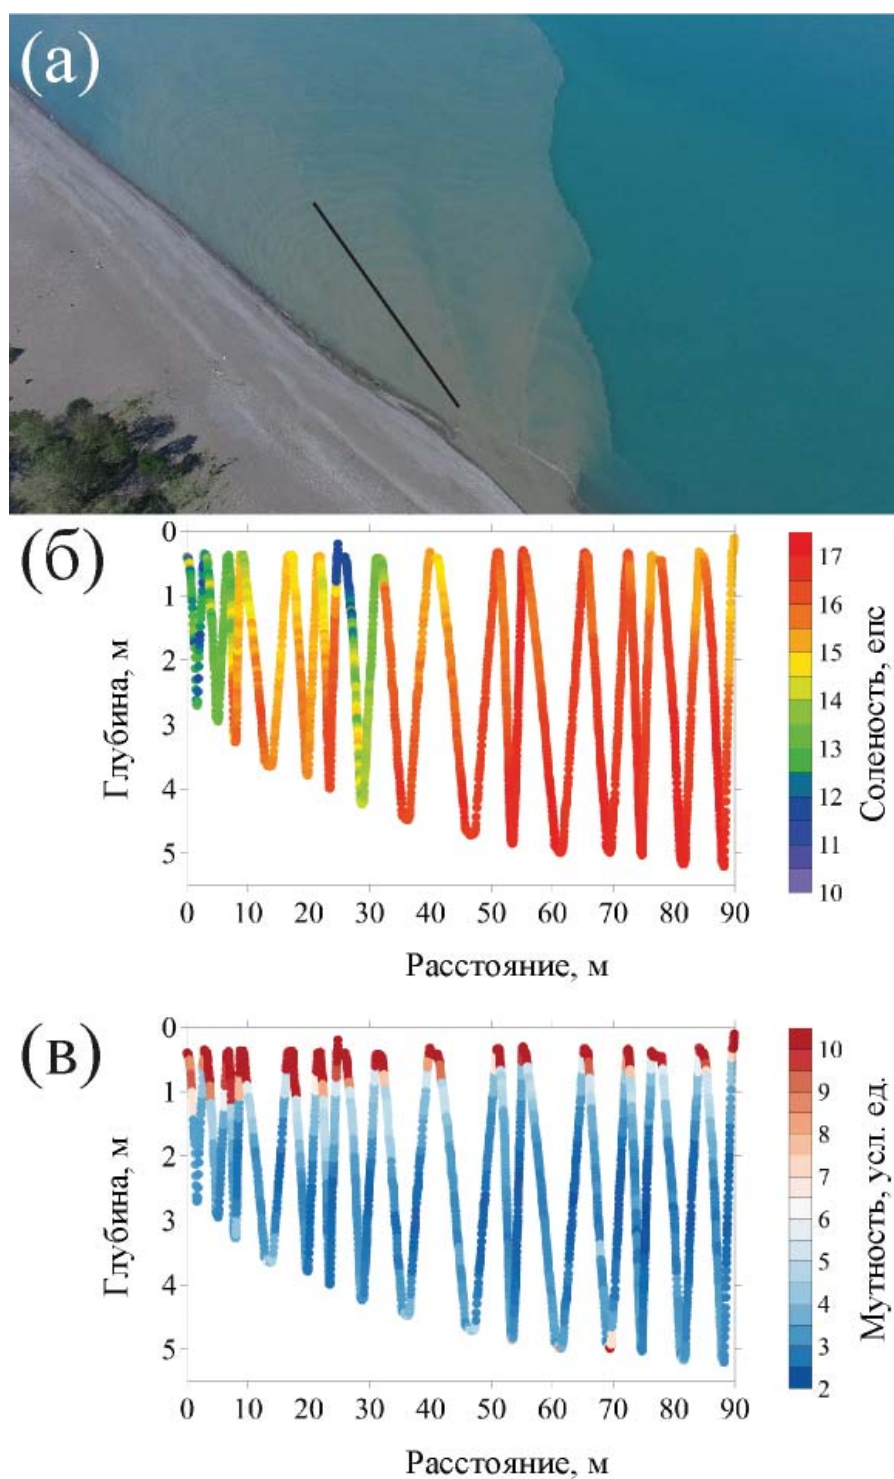 (а)
(б)
0
1
2
3
4
5
Глубина, м
0 10 20 30 40 50 60 70 80 90
Расстояние, м
17
16
15
14
13
12
11
10
Соленость, епс
(в)
0
1
2
3
4
5
Глубина, м
0 10 20 30 40 50 60 70 80 90
Расстояние, м
10
9
8
7
6
5
4
3
2
Мутность, усл. ед.